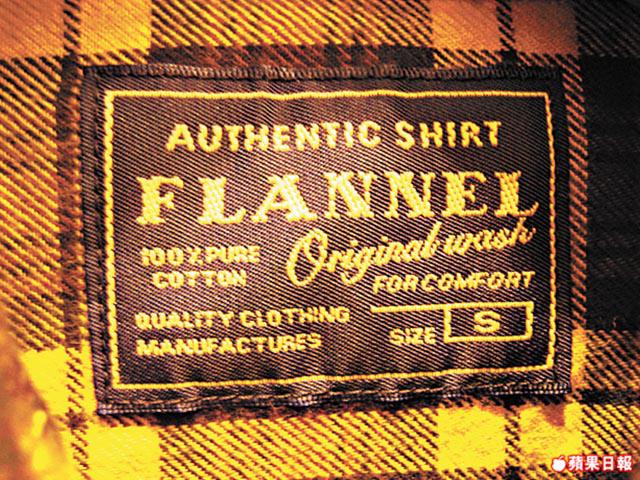 AUTHENTIC SHIRT
FLANNEL
100% PURE
COTTON
Original wash
FOR COMFORT
QUALITY CLOTHING
MANUFACTURES
SIZE S
蘋果日報